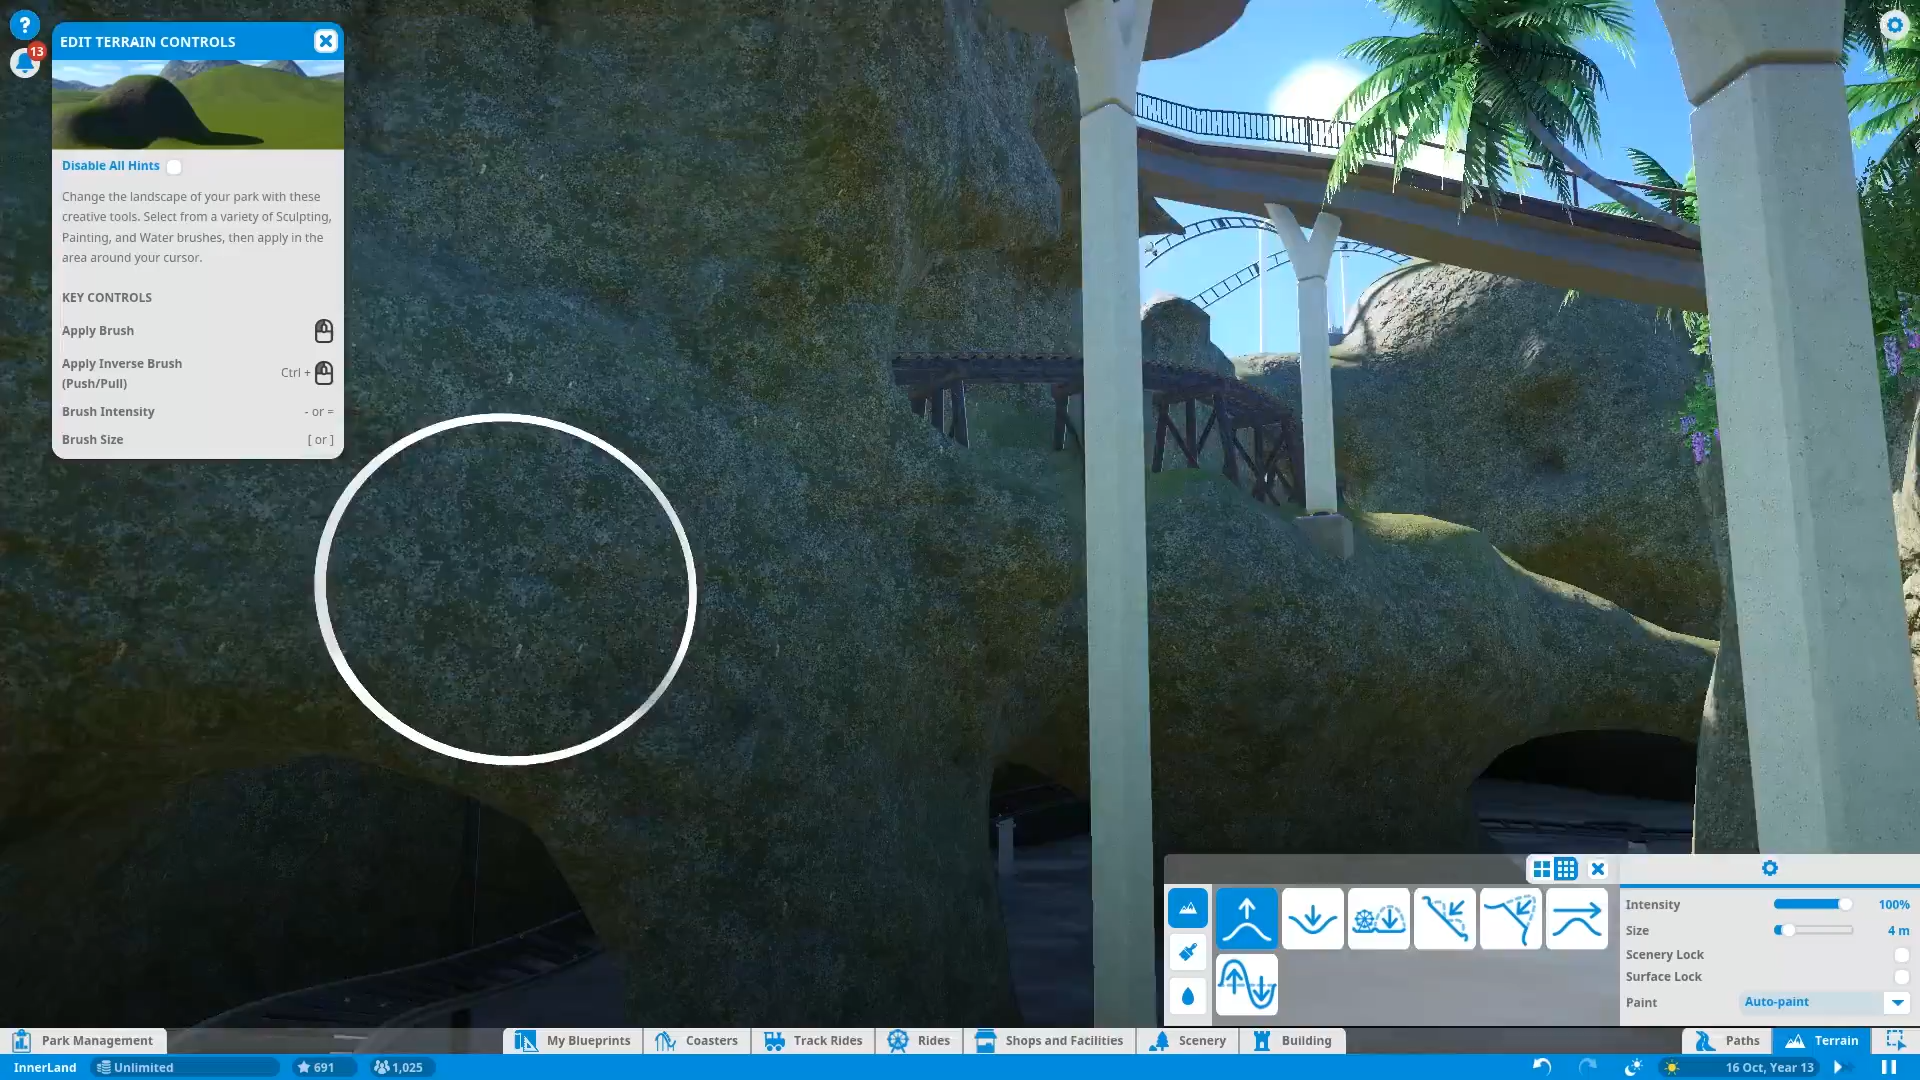 ?
13
EDIT TERRAIN CONTROLS
Disable All Hints
Change the landscape of your park with these
creative tools. Select from a variety of Sculpting,
Painting, and Water brushes, then apply in the
area around your cursor.
KEY CONTROLS
Apply Brush
Apply Inverse Brush
(Push/Pull)
Ctrl +
Brush Intensity - or =
Brush Size [ or ]
Intensity 100%
Size 4 m
Scenery Lock
Surface Lock
Paint Auto-paint
Park Management
My Blueprints
Coasters
Track Rides
Rides
Shops and Facilities
Scenery
Building
Paths
Terrain
InnerLand
Unlimited
691
1,025
16 Oct, Year 13